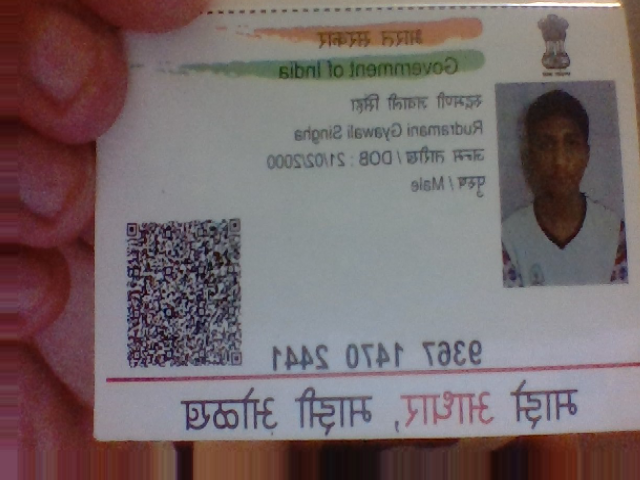 भारत सरकार
Government of India
रुद्रमणी ग्यवाली सिंहा
Rudramani Gyawali Singha
जन्म तारीख / DOB : 21/02/2000
पुरुष / Male
9367 1470 2441
माझे आधार, माझी ओळख